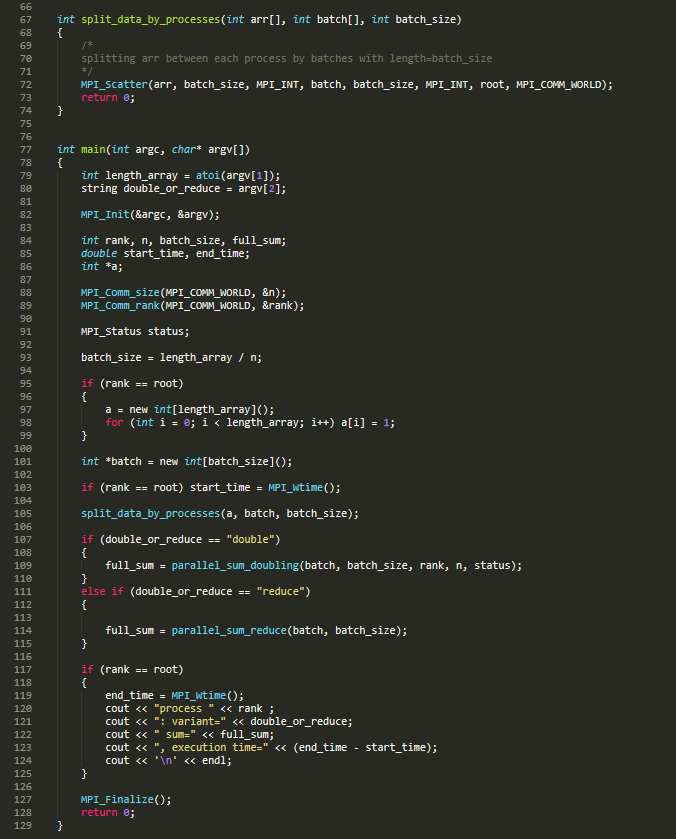 66
67 int split_data_by_processes(int arr[], int batch[], int batch_size)
68 {
69     /*
70     splitting arr between each process by batches with length=batch_size
71     */
72     MPI_Scatter(arr, batch_size, MPI_INT, batch, batch_size, MPI_INT, root, MPI_COMM_WORLD);
73     return 0;
74 }
75
76
77 int main(int argc, char* argv[])
78 {
79     int length_array = atoi(argv[1]);
80     string double_or_reduce = argv[2];
81
82     MPI_Init(&argc, &argv);
83
84     int rank, n, batch_size, full_sum;
85     double start_time, end_time;
86     int *a;
87
88     MPI_Comm_size(MPI_COMM_WORLD, &n);
89     MPI_Comm_rank(MPI_COMM_WORLD, &rank);
90
91     MPI_Status status;
92
93     batch_size = length_array / n;
94
95     if (rank == root)
96     {
97         a = new int[length_array]();
98         for (int i = 0; i < length_array; i++) a[i] = 1;
99     }
100
101     int *batch = new int[batch_size]();
102
103     if (rank == root) start_time = MPI_Wtime();
104
105     split_data_by_processes(a, batch, batch_size);
106
107     if (double_or_reduce == "double")
108     {
109         full_sum = parallel_sum_doubling(batch, batch_size, rank, n, status);
110     }
111     else if (double_or_reduce == "reduce")
112     {
113
114         full_sum = parallel_sum_reduce(batch, batch_size);
115     }
116
117     if (rank == root)
118     {
119         end_time = MPI_Wtime();
120         cout << "process " << rank ;
121         cout << ": variant=" << double_or_reduce;
122         cout << " sum=" << full_sum;
123         cout << ", execution time=" << (end_time - start_time);
124         cout << '\n' << endl;
125     }
126
127     MPI_Finalize();
128     return 0;
129 }